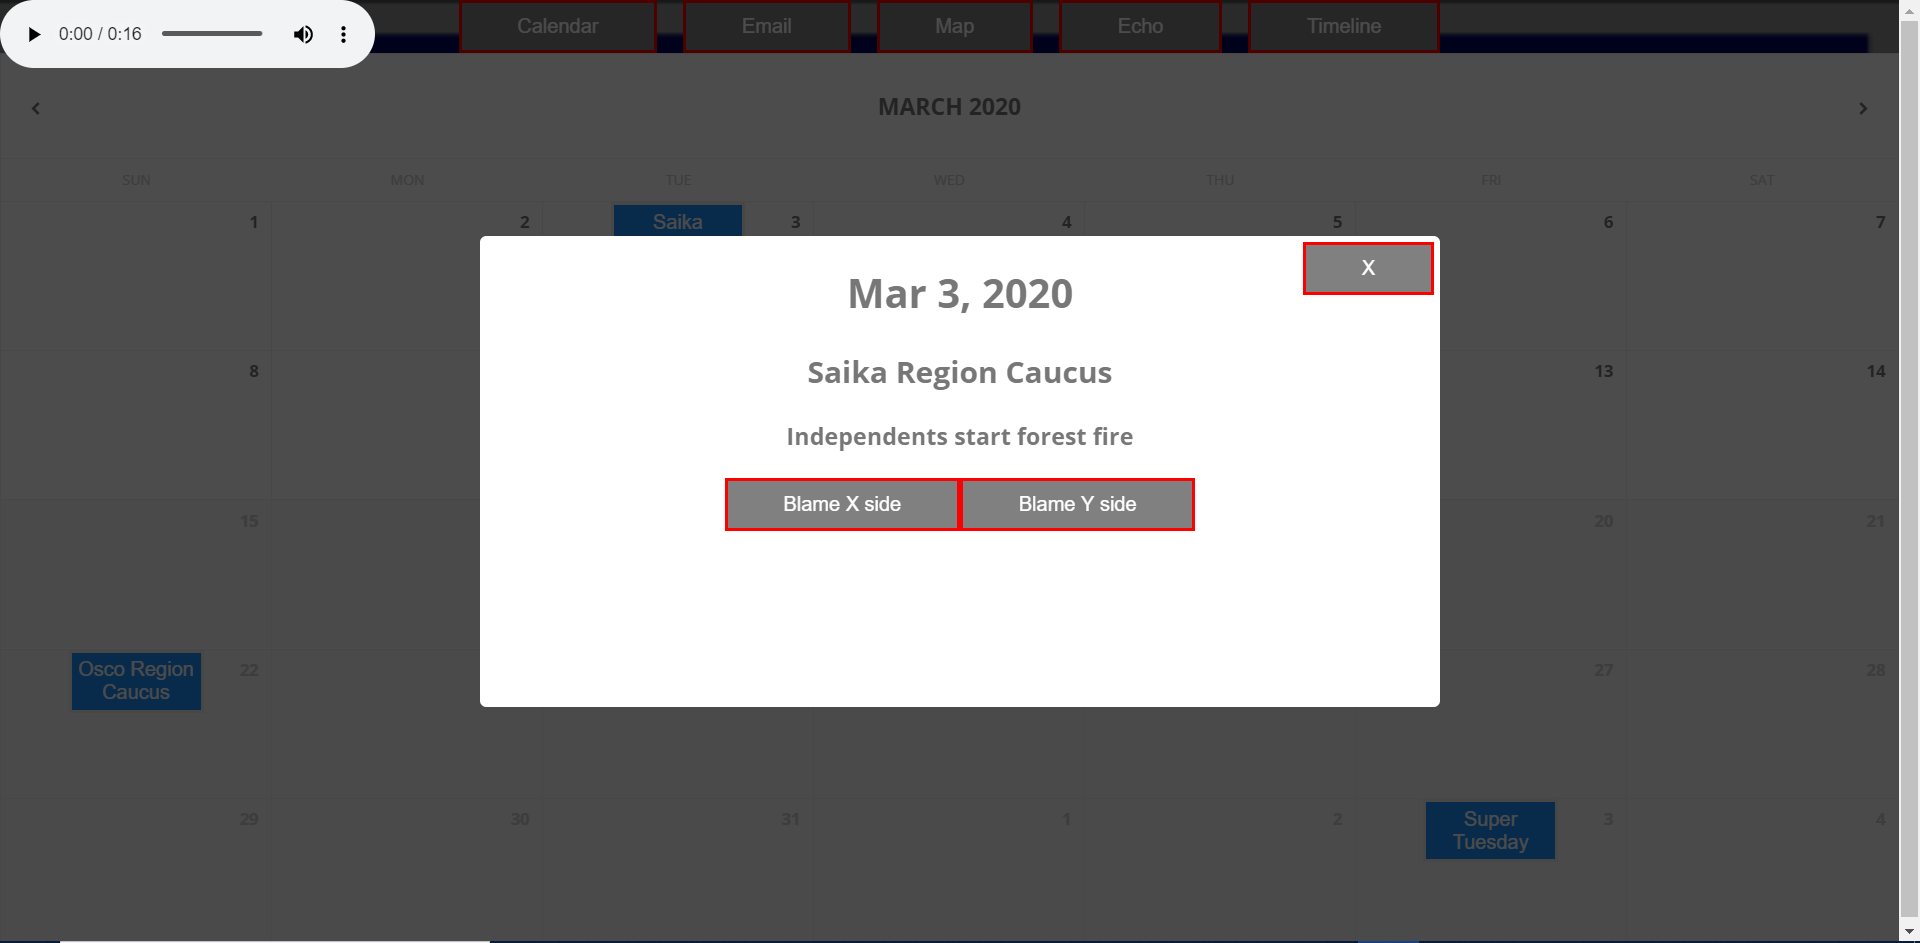 0:00 / 0:16
Calendar
Email
Map
Echo
Timeline
MARCH 2020
SUN
MON
TUE
WED
THU
FRI
SAT
1
2
Saika
3
4
5
6
7
X
Mar 3, 2020
Saika Region Caucus
Independents start forest fire
Blame X side
Blame Y side
8
13
14
15
20
21
Osco Region
Caucus
22
27
28
29
30
31
1
2
Super
Tuesday
3
4